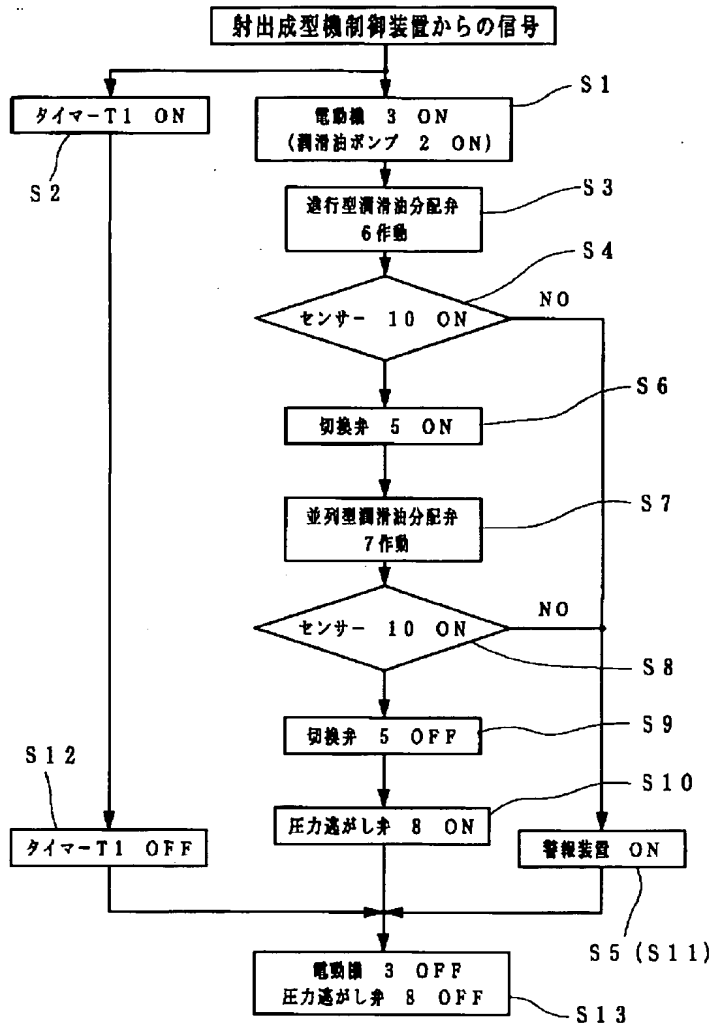 射出成型機制御装置からの信号
S1
タイマーT1 ON
電動機 3 ON
(潤滑油ポンプ 2 ON)
S2
S3
進行型潤滑油分配弁
6作動
S4
センサー 10 ON
NO
S6
切換弁 5 ON
S7
並列型潤滑油分配弁
7作動
センサー 10 ON
NO
S8
S9
切換弁 5 OFF
S12
S10
圧力逃がし弁 8 ON
タイマーT1 OFF
警報装置 ON
S5(S11)
電動機 3 OFF
圧力逃がし弁 8 OFF
S13